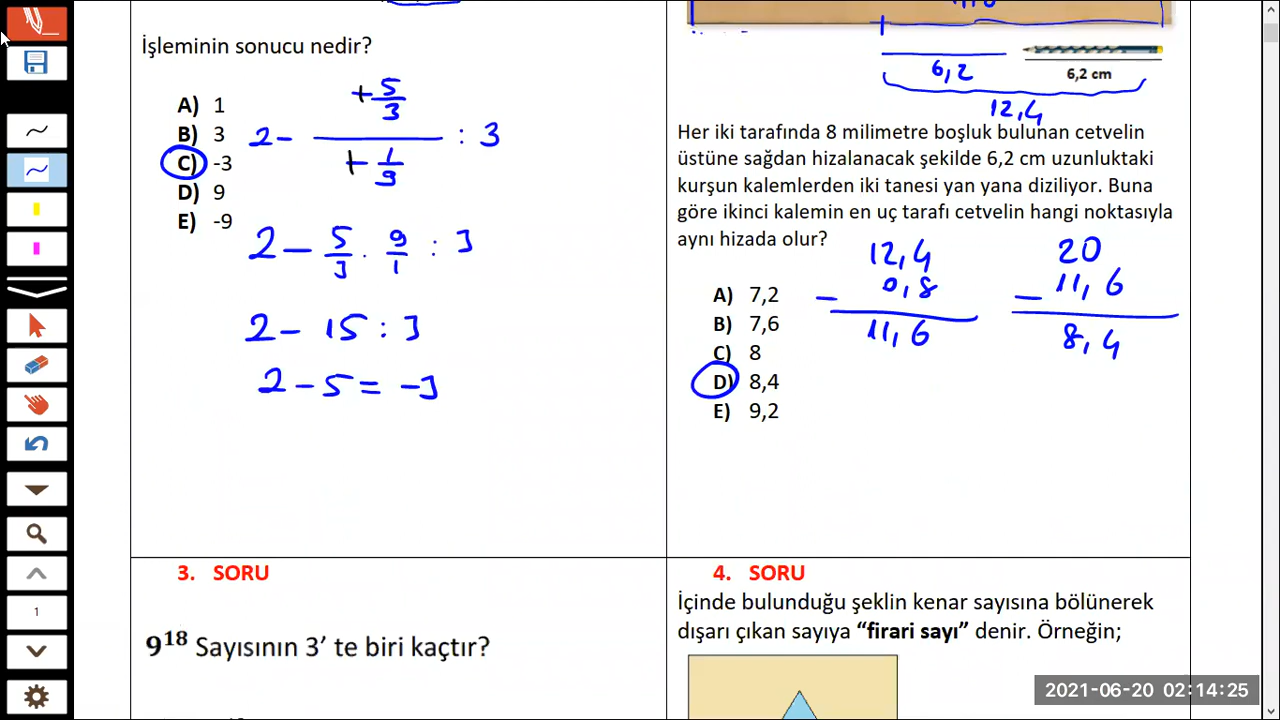 İşleminin sonucu nedir?
A) 1
B) 3
C) -3
D) 9
E) -9
2 - (+5/3)/(+1/9) : 3
2 - 5/3 . 9/1 : 3
2 - 15 : 3
2 - 5 = -3
6,2
6,2 cm
12,4
Her iki tarafında 8 milimetre boşluk bulunan cetvelin
üstüne sağdan hizalanacak şekilde 6,2 cm uzunluktaki
kurşun kalemlerden iki tanesi yan yana diziliyor. Buna
göre ikinci kalemin en uç tarafı cetvelin hangi noktasıyla
aynı hizada olur?
A) 7,2
B) 7,6
C) 8
D) 8,4
E) 9,2
12,4
- 0,8
11,6
20
- 11,6
8,4
3. SORU
9¹⁸ Sayısının 3' te biri kaçtır?
4. SORU
İçinde bulunduğu şeklin kenar sayısına bölünerek
dışarı çıkan sayıya “firari sayı” denir. Örneğin;
1
2021-06-20 02:14:25